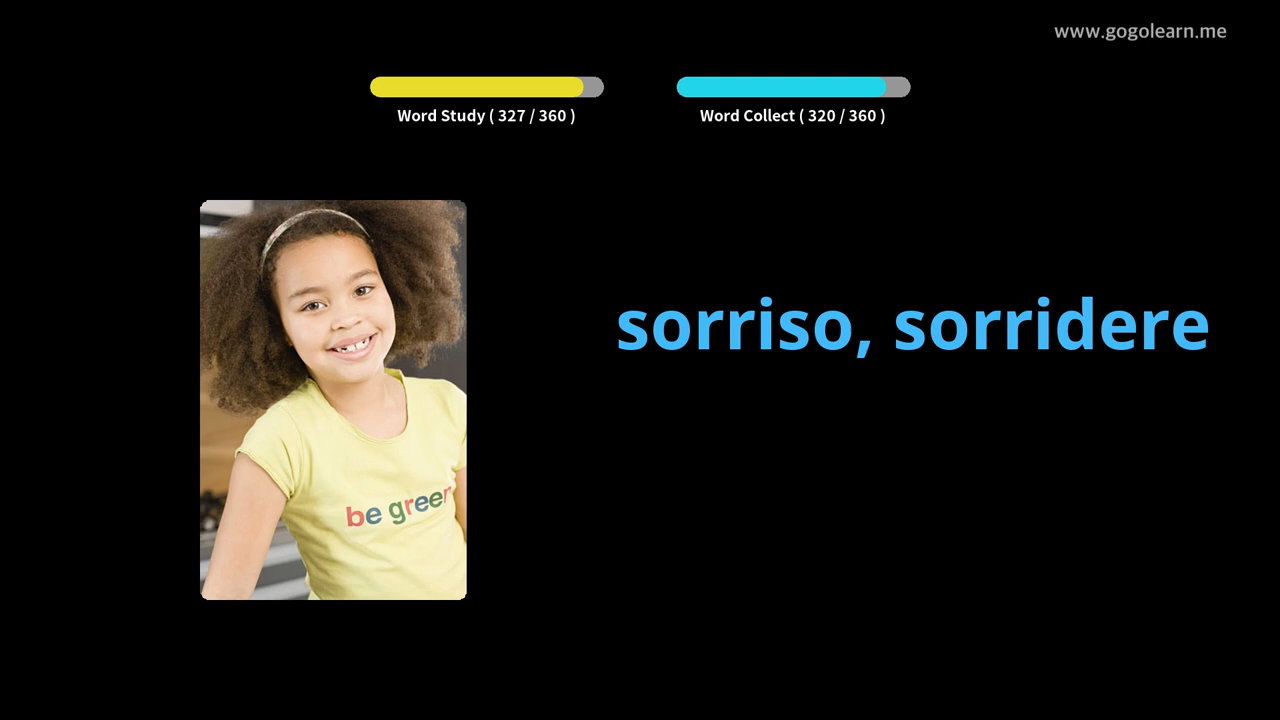 www.gogolearn.me
Word Study ( 327 / 360 )
Word Collect ( 320 / 360 )
sorriso, sorridere
be green